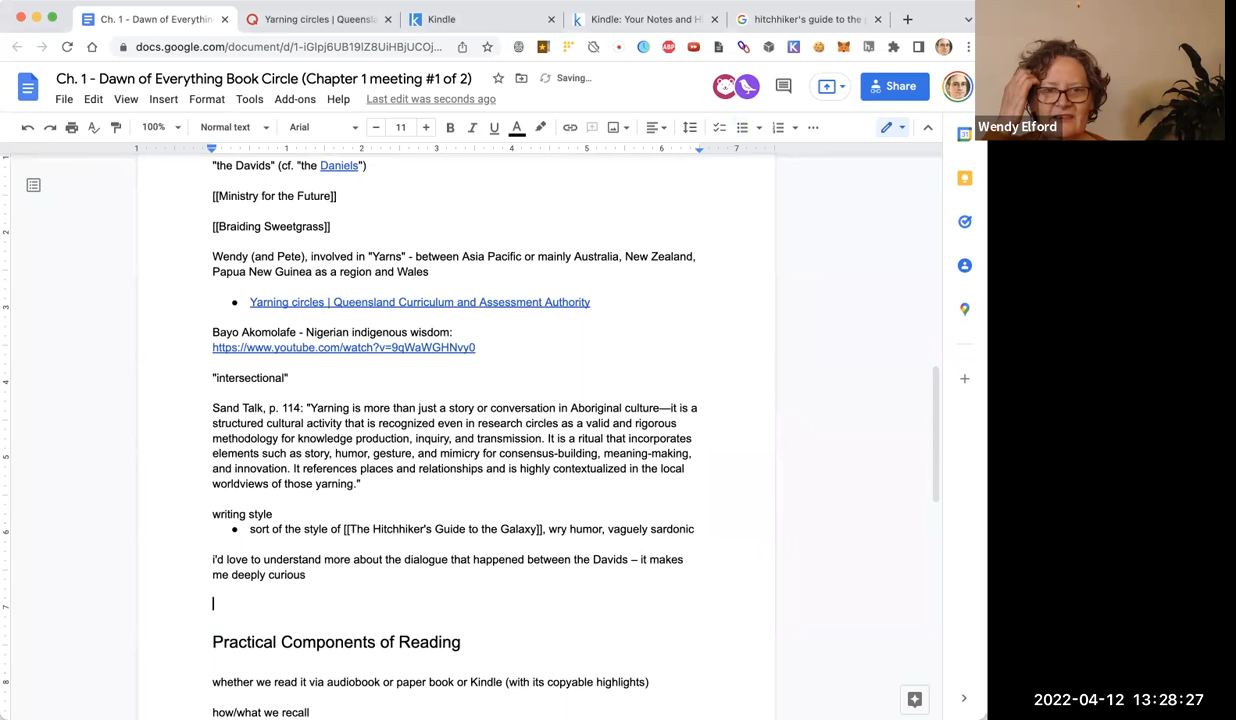 Ch. 1 - Dawn of Everythin
Yarning circles | Queensl
Kindle
Kindle: Your Notes and Hi
hitchhiker's guide to the g
docs.google.com/document/d/1-iGlpj6UB19IZ8UiHBjUCOj...
Ch. 1 - Dawn of Everything Book Circle (Chapter 1 meeting #1 of 2)
Saving...
File Edit View Insert Format Tools Add-ons Help Last edit was seconds ago
Share
100% Normal text Arial 11
Wendy Elford
"the Davids" (cf. "the Daniels")
[[Ministry for the Future]]
[[Braiding Sweetgrass]]
Wendy (and Pete), involved in "Yarns" - between Asia Pacific or mainly Australia, New Zealand,
Papua New Guinea as a region and Wales
● Yarning circles | Queensland Curriculum and Assessment Authority
Bayo Akomolafe - Nigerian indigenous wisdom:
https://www.youtube.com/watch?v=9qWaWGHNvy0
"intersectional"
Sand Talk, p. 114: "Yarning is more than just a story or conversation in Aboriginal culture—it is a
structured cultural activity that is recognized even in research circles as a valid and rigorous
methodology for knowledge production, inquiry, and transmission. It is a ritual that incorporates
elements such as story, humor, gesture, and mimicry for consensus-building, meaning-making,
and innovation. It references places and relationships and is highly contextualized in the local
worldviews of those yarning."
writing style
● sort of the style of [[The Hitchhiker's Guide to the Galaxy]], wry humor, vaguely sardonic
i'd love to understand more about the dialogue that happened between the Davids – it makes
me deeply curious
Practical Components of Reading
whether we read it via audiobook or paper book or Kindle (with its copyable highlights)
how/what we recall
2022-04-12 13:28:27